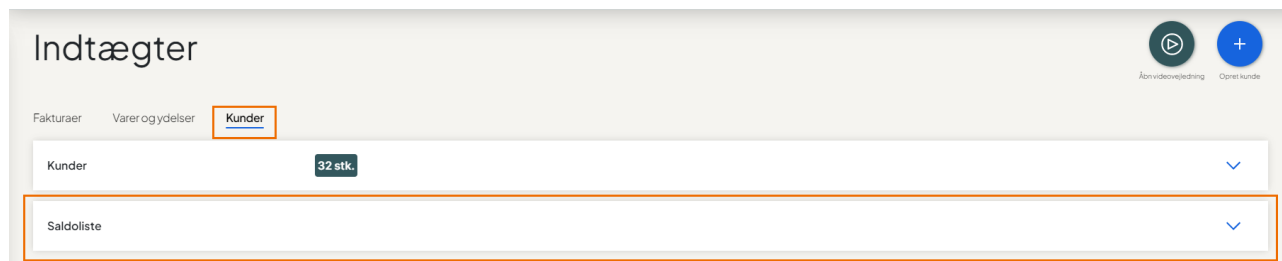 Indtægter
Åbn videovejledning
Opret kunde
Fakturaer
Varer og ydelser
Kunder
Kunder
32 stk.
Saldoliste